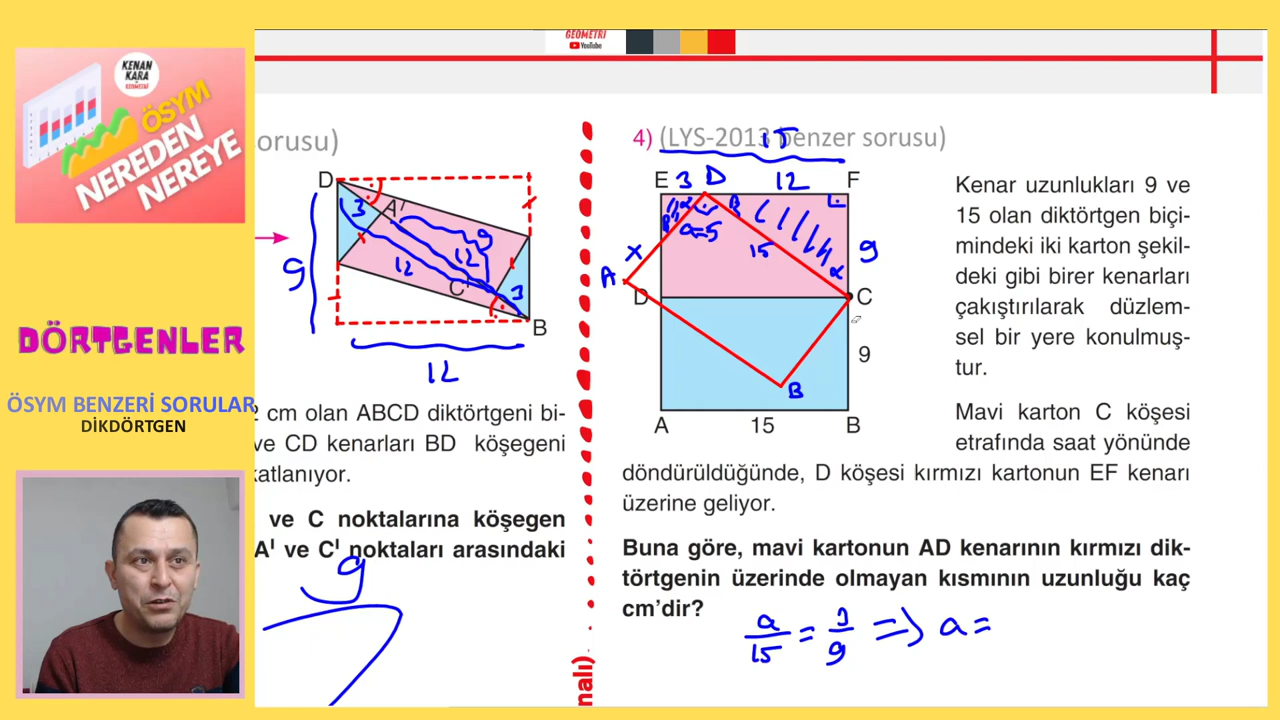 GEOMETRİ
YouTube
KENAN
KARA
GEOMETRİ
ÖSYM
NEREDEN
NEREYE
DÖRTGENLER
ÖSYM BENZERİ SORULAR
DİKDÖRTGEN
orusu)
D
A'
3
9
12
12
9
C'
3
B
12
2 cm olan ABCD diktörtgeni bi-
ve CD kenarları BD köşegeni
katlanıyor.
ve C noktalarına köşegen
Aᴵ ve Cᴵ noktaları arasındaki
9
nalı)
4) (LYS-2013 benzer sorusu)
15
E 3 D 12 F
α B
B a=5
x 15 α 9
A
D C
9
B
A 15 B
Kenar uzunlukları 9 ve
15 olan diktörtgen biçi-
mindeki iki karton şekil-
deki gibi birer kenarları
çakıştırılarak düzlem-
sel bir yere konulmuş-
tur.
Mavi karton C köşesi
etrafında saat yönünde
döndürüldüğünde, D köşesi kırmızı kartonun EF kenarı
üzerine geliyor.
Buna göre, mavi kartonun AD kenarının kırmızı dik-
törtgenin üzerinde olmayan kısmının uzunluğu kaç
cm'dir?
a/15 = 3/9 ⇒ a=